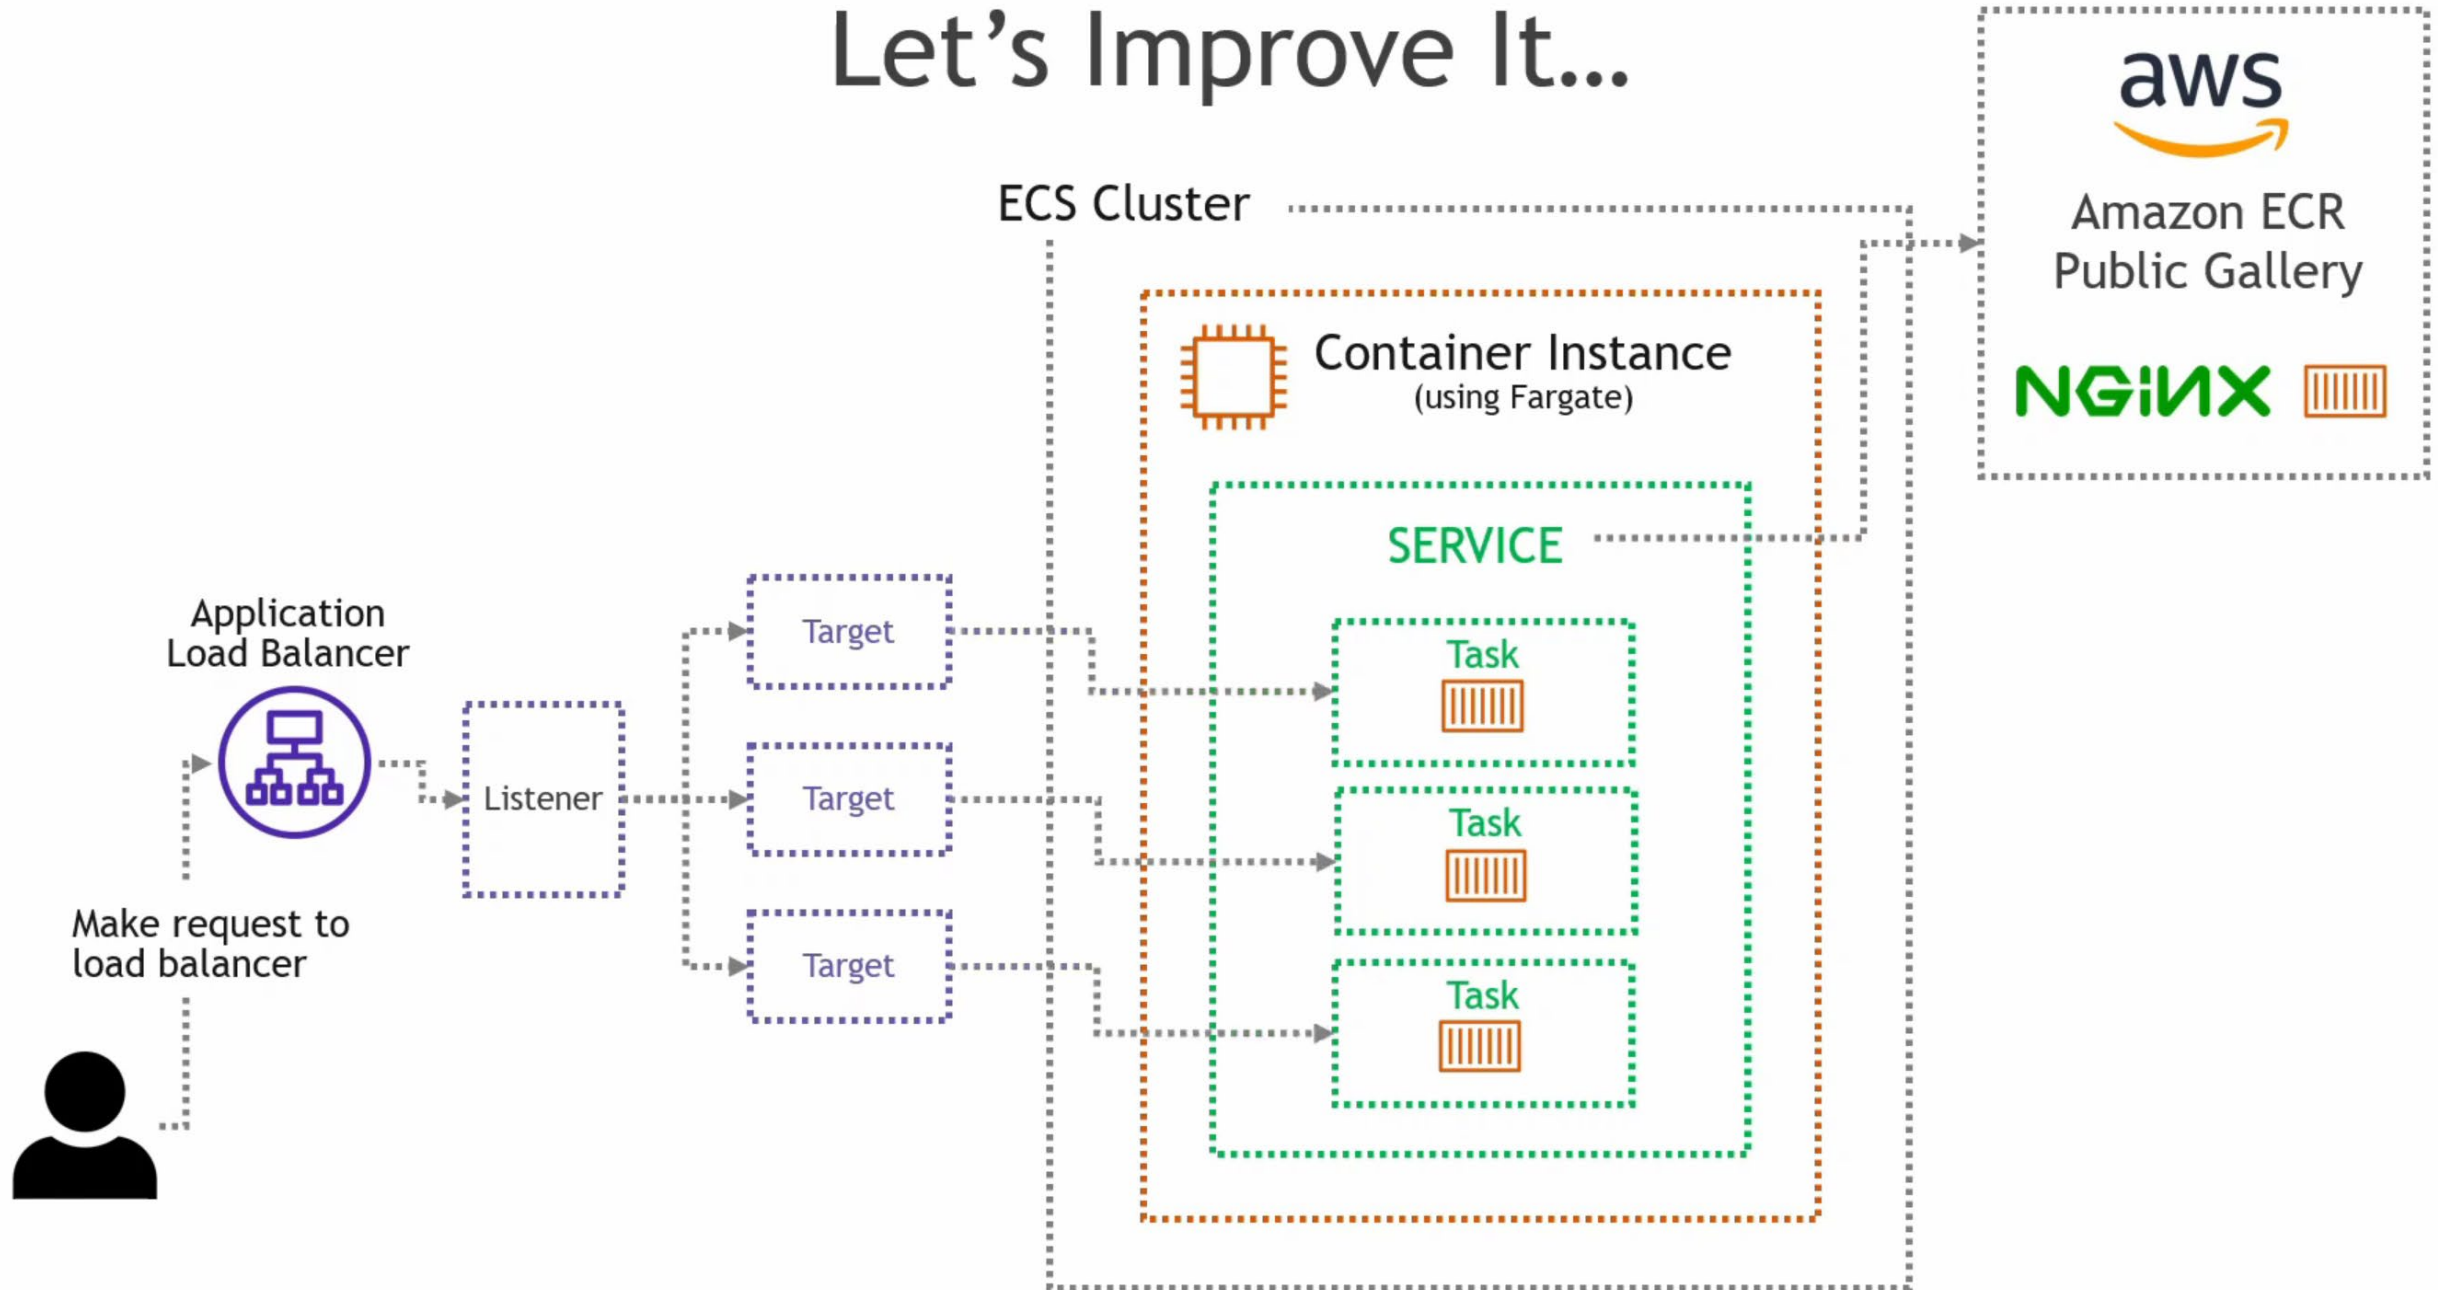 Let's Improve It...
aws
Amazon ECR
Public Gallery
NGiNX
ECS Cluster
Container Instance
(using Fargate)
SERVICE
Task
Task
Task
Target
Target
Target
Listener
Application
Load Balancer
Make request to
load balancer